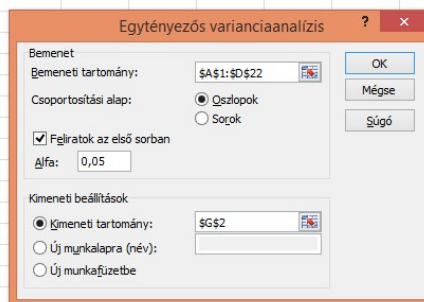 Egytényezős varianciaanalízis
? ×
Bemenet
Bemeneti tartomány: $A$1:$D$22
OK
Csoportosítási alap: Oszlopok
Mégse
Sorok
Súgó
Feliratok az első sorban
Alfa: 0,05
Kimeneti beállítások
Kimeneti tartomány: $G$2
Új munkalapra (név):
Új munkafüzetbe